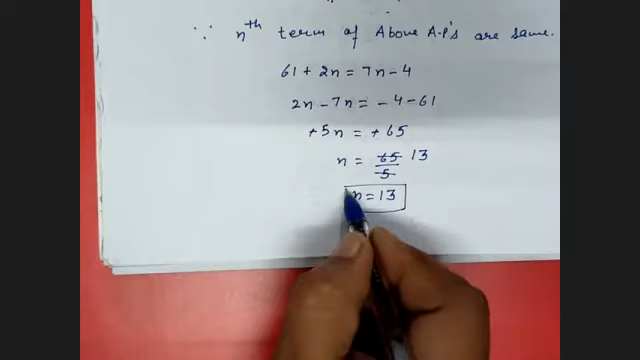 ∵ nth term of Above A.P's are same.
61 + 2n = 7n - 4
2n - 7n = - 4 - 61
+5n = +65
n = 65/5 13
n = 13